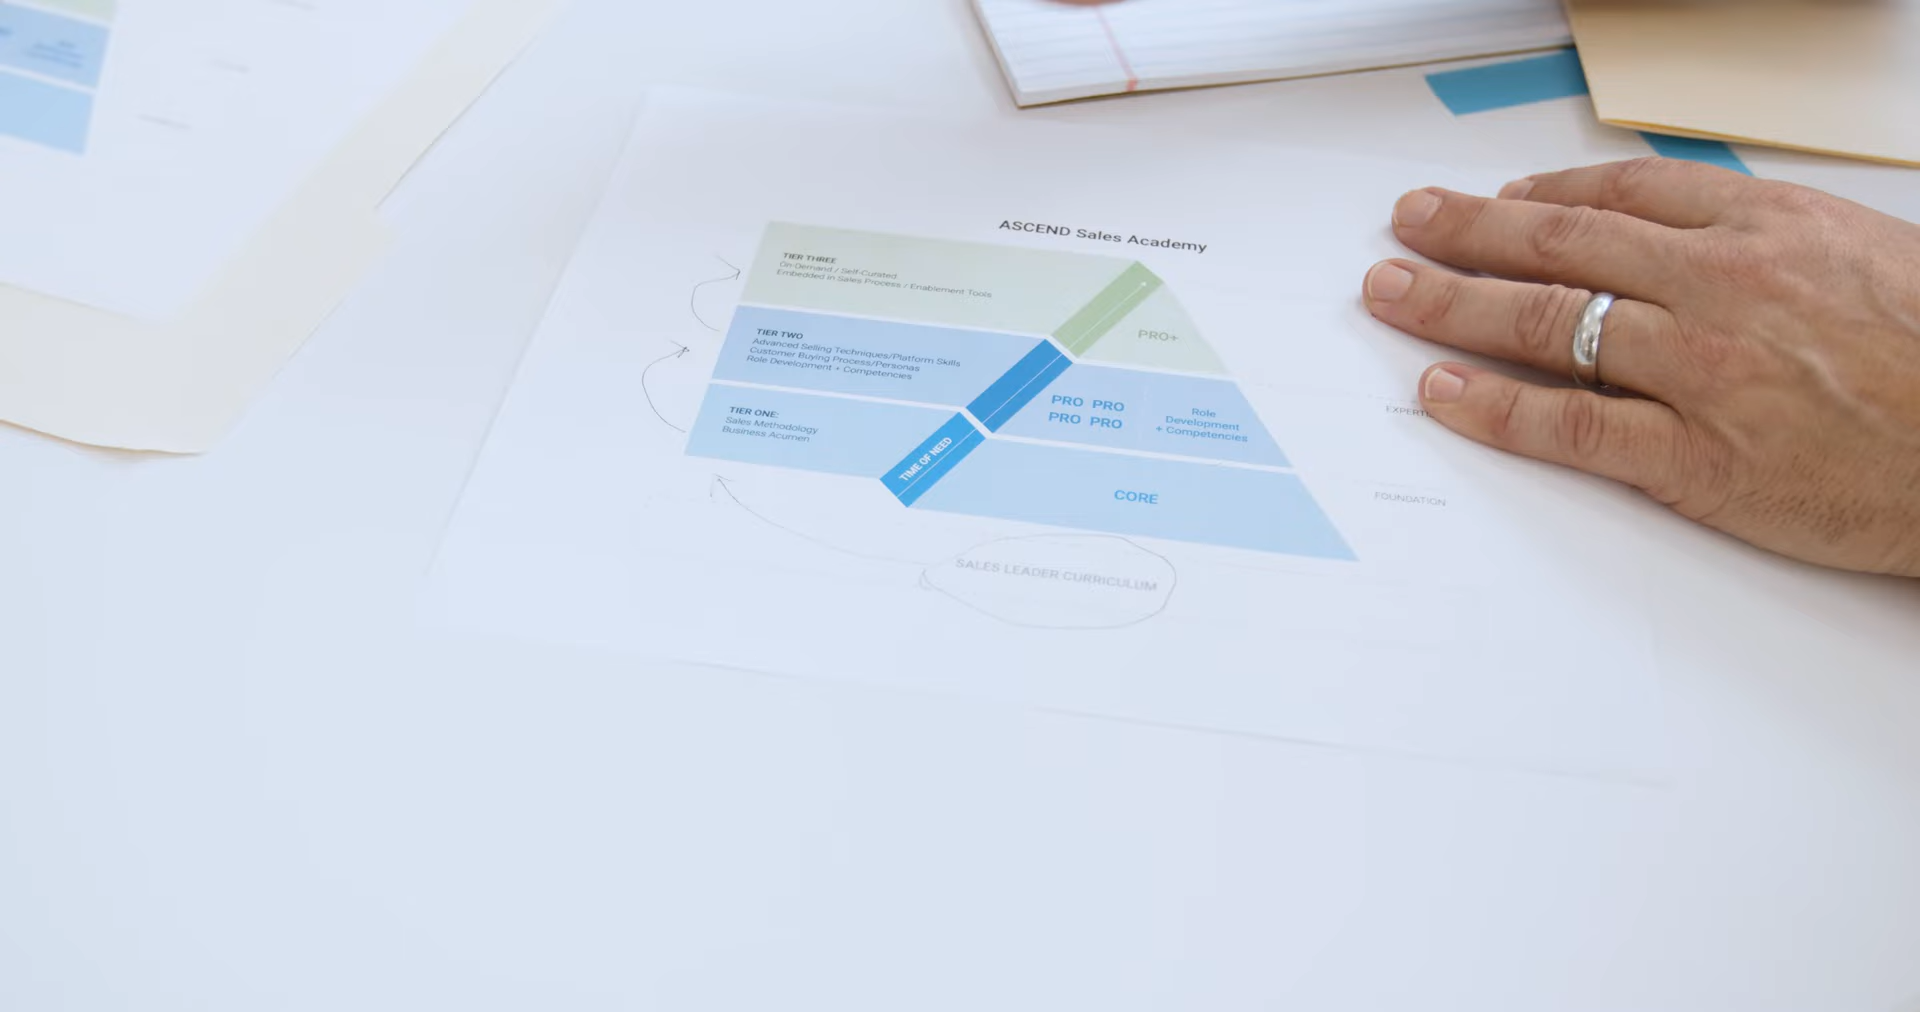 ASCEND Sales Academy
TIER THREE
On-Demand / Self-Curated
Embedded in Sales Process / Enablement Tools
PRO+
TIER TWO
Advanced Selling Techniques/Platform Skills
Customer Buying Process/Personas
Role Development + Competencies
PRO PRO
PRO PRO
Role
Development
+ Competencies
TIER ONE:
Sales Methodology
Business Acumen
TIME OF NEED
CORE
FOUNDATION
SALES LEADER CURRICULUM